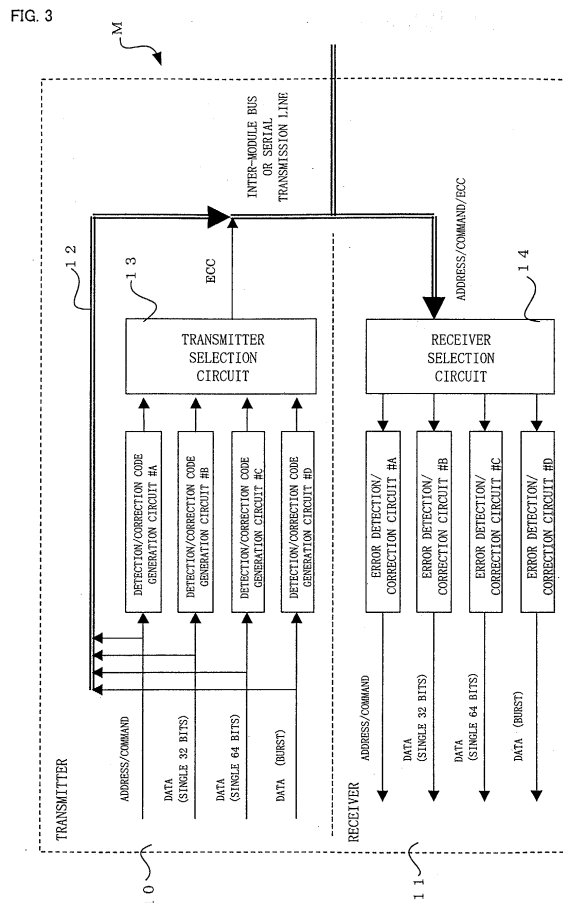 FIG. 3
M
TRANSMITTER
10
ADDRESS/COMMAND
DATA
(SINGLE 32 BITS)
DATA
(SINGLE 64 BITS)
DATA (BURST)
DETECTION/CORRECTION CODE
GENERATION CIRCUIT #A
DETECTION/CORRECTION CODE
GENERATION CIRCUIT #B
DETECTION/CORRECTION CODE
GENERATION CIRCUIT #C
DETECTION/CORRECTION CODE
GENERATION CIRCUIT #D
12
13
TRANSMITTER
SELECTION
CIRCUIT
ECC
INTER-MODULE BUS
OR SERIAL
TRANSMISSION LINE
RECEIVER
11
ADDRESS/COMMAND
DATA
(SINGLE 32 BITS)
DATA
(SINGLE 64 BITS)
DATA (BURST)
ERROR DETECTION/
CORRECTION CIRCUIT #A
ERROR DETECTION/
CORRECTION CIRCUIT #B
ERROR DETECTION/
CORRECTION CIRCUIT #C
ERROR DETECTION/
CORRECTION CIRCUIT #D
RECEIVER
SELECTION
CIRCUIT
14
ADDRESS/COMMAND/ECC